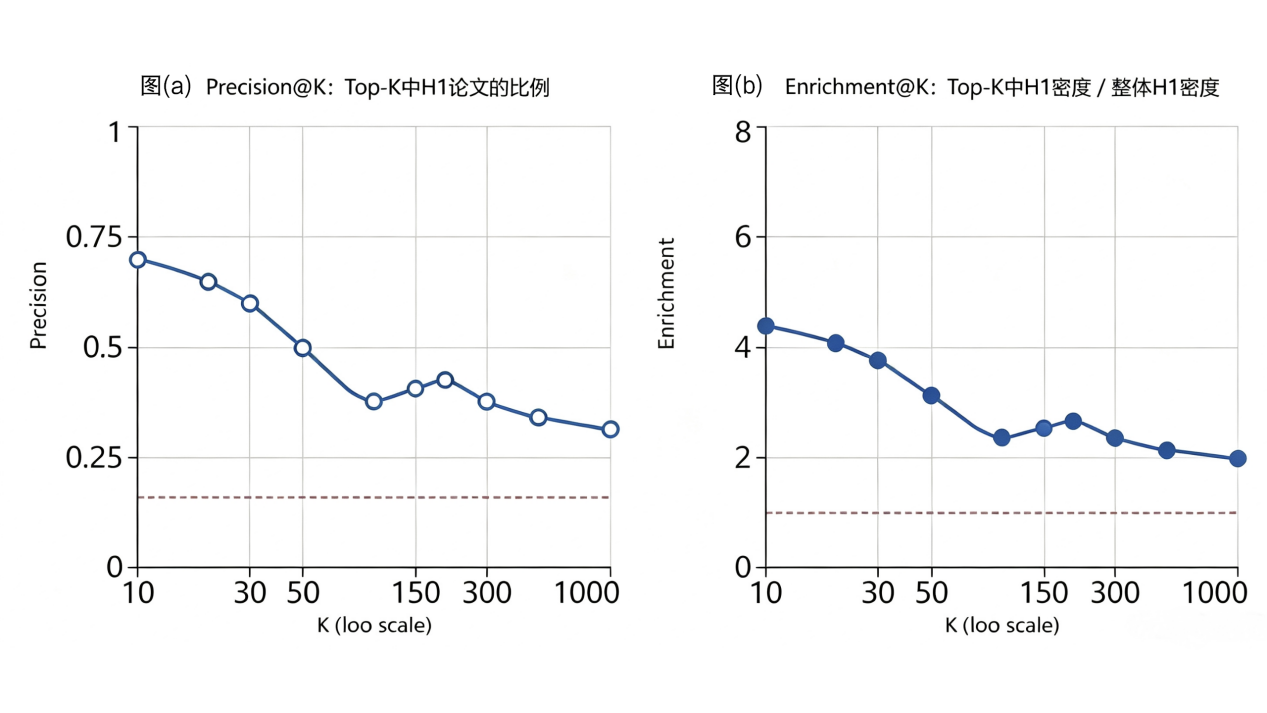 图(a) Precision@K：Top-K中H1论文的比例
1
0.75
0.5
0.25
0
Precision
10 30 50 150 300 1000
K (loo scale)
图(b) Enrichment@K：Top-K中H1密度 / 整体H1密度
8
6
4
2
0
Enrichment
10 30 50 150 300 1000
K (loo scale)